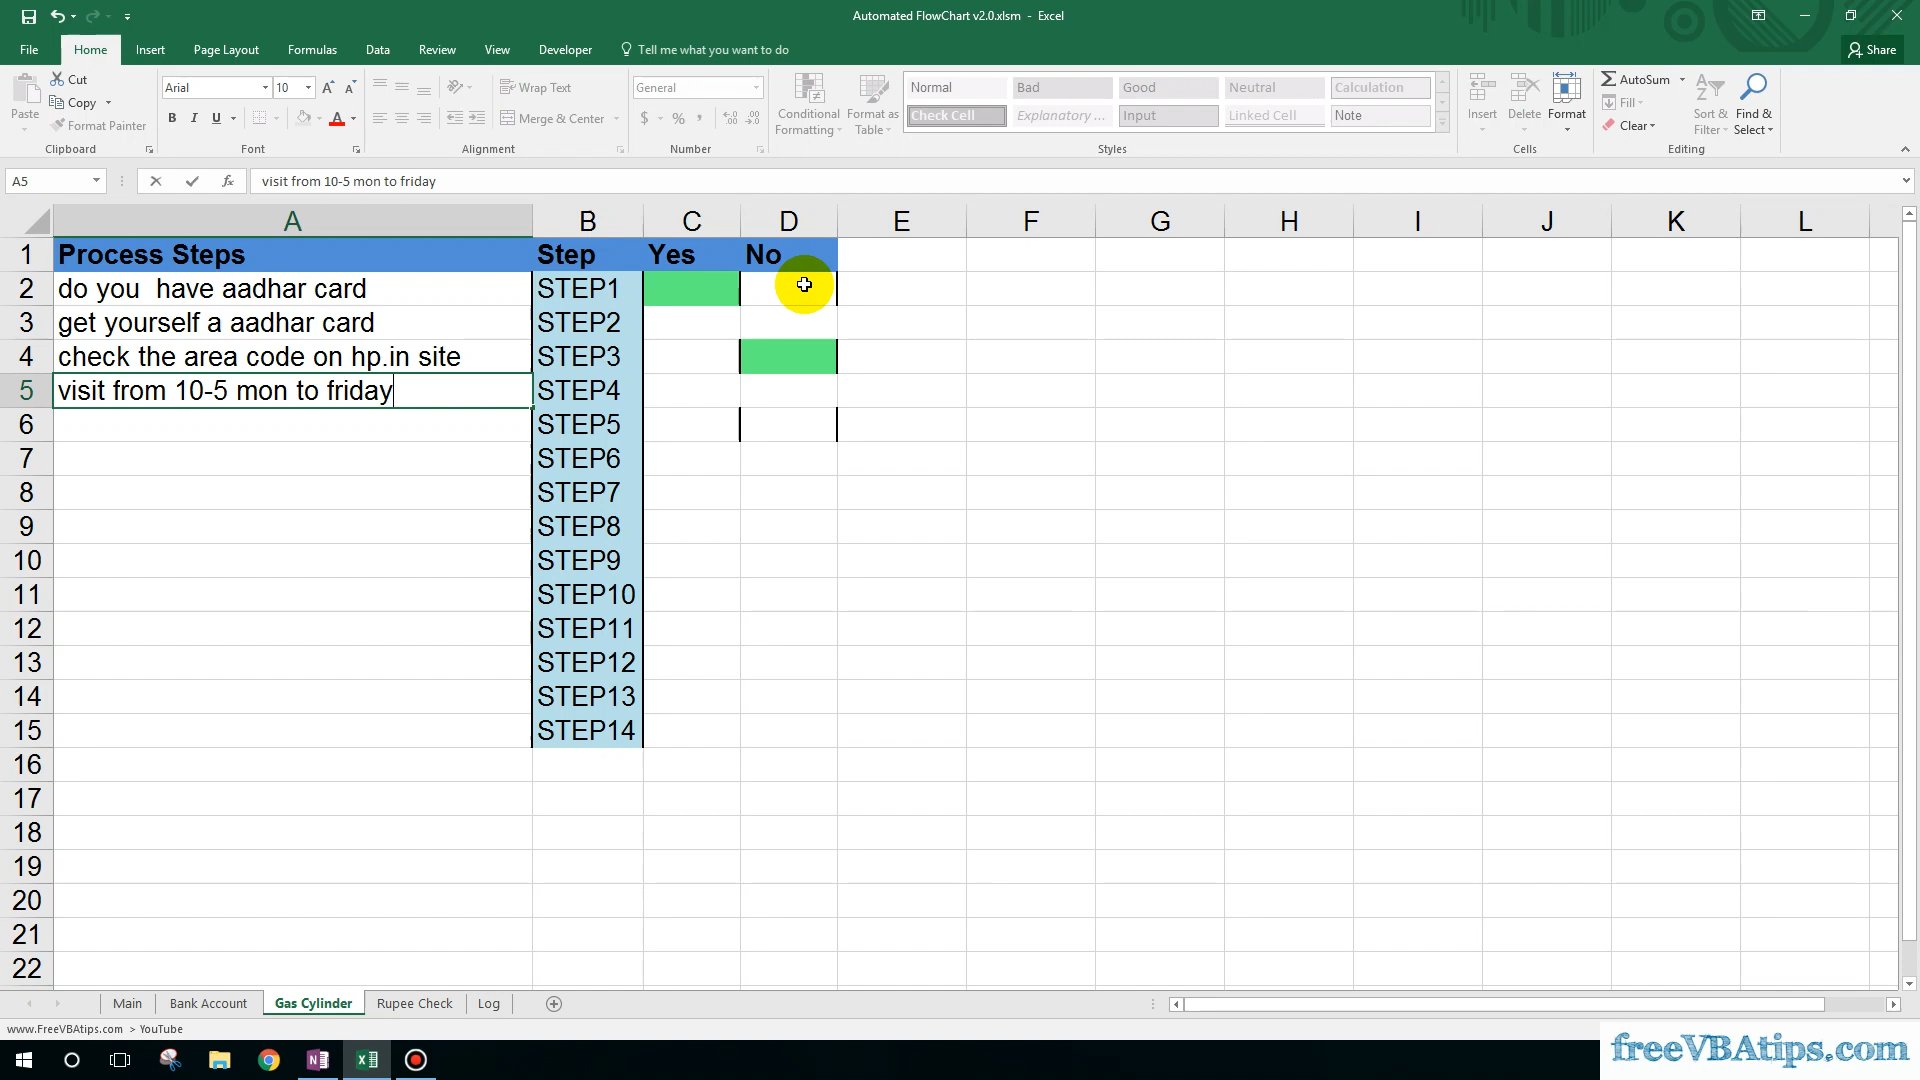 Automated FlowChart v2.0.xlsm - Excel
File Home Insert Page Layout Formulas Data Review View Developer Tell me what you want to do Share
Paste Cut Copy Format Painter Clipboard
Arial 10 A A B I U A Font
Wrap Text Merge & Center Alignment
General $ % , Number
Conditional Formatting Format as Table
Normal Bad Good Neutral Calculation
Check Cell Explanatory ... Input Linked Cell Note
Styles
Insert Delete Format Cells
AutoSum Fill Clear Sort & Filter Find & Select Editing
A5 fx visit from 10-5 mon to friday
A B C D E F G H I J K L
1 Process Steps Step Yes No
2 do you  have aadhar card STEP1
3 get yourself a aadhar card STEP2
4 check the area code on hp.in site STEP3
5 visit from 10-5 mon to friday STEP4
6 STEP5
7 STEP6
8 STEP7
9 STEP8
10 STEP9
11 STEP10
12 STEP11
13 STEP12
14 STEP13
15 STEP14
16
17
18
19
20
21
22
Main Bank Account Gas Cylinder Rupee Check Log
www.FreeVBAtips.com > YouTube
freeVBAtips.com